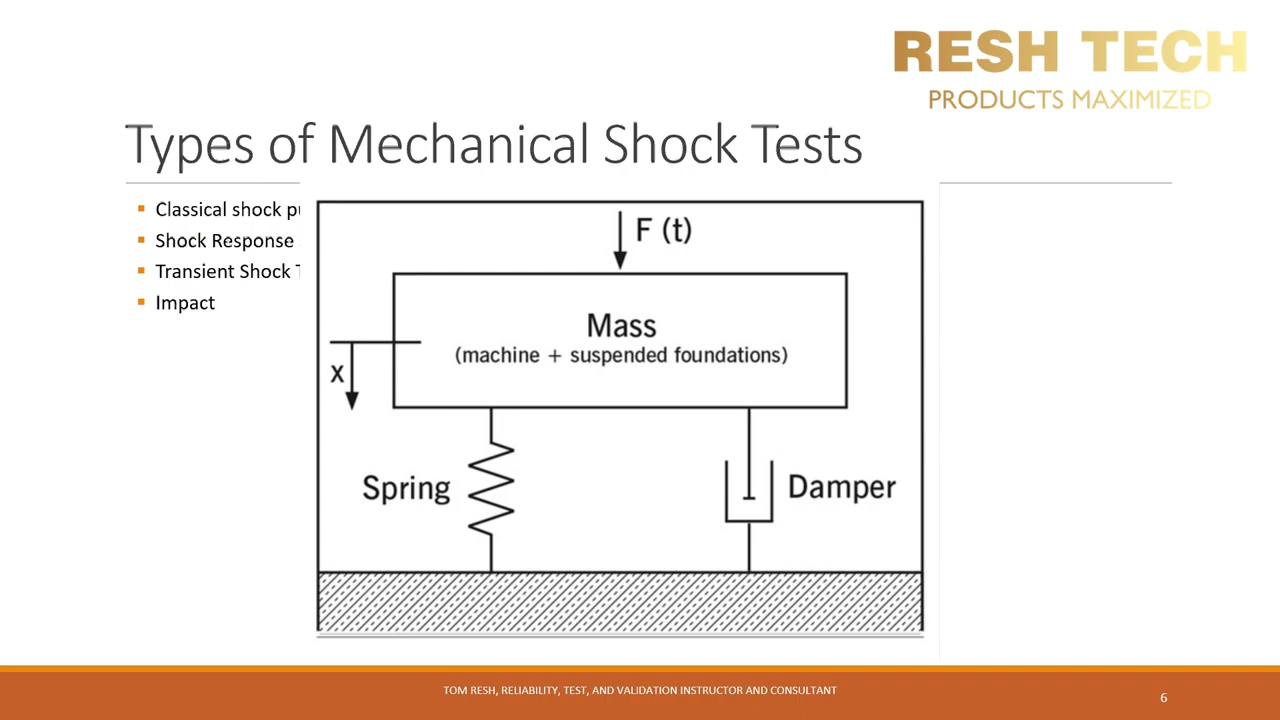 RESH TECH
PRODUCTS MAXIMIZED
Types of Mechanical Shock Tests
Classical shock
Shock Response
Transient Shock
Impact
F (t)
Mass
(machine + suspended foundations)
x
Spring
Damper
TOM RESH, RELIABILITY, TEST, AND VALIDATION INSTRUCTOR AND CONSULTANT
6